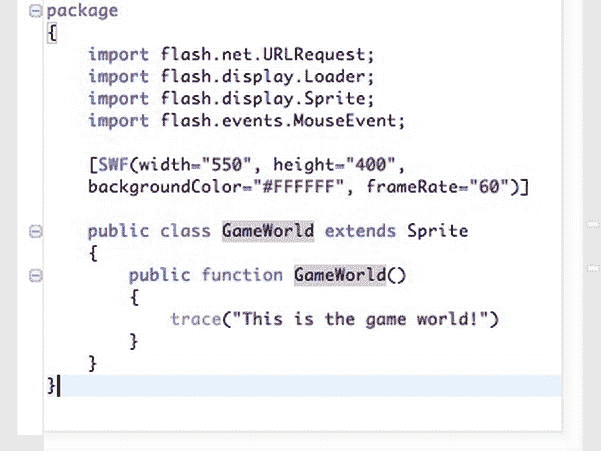 package
{
import flash.net.URLRequest;
import flash.display.Loader;
import flash.display.Sprite;
import flash.events.MouseEvent;
[SWF(width="550", height="400",
backgroundColor="#FFFFFF", frameRate="60")]
public class GameWorld extends Sprite
{
public function GameWorld()
{
trace("This is the game world!")
}
}
}